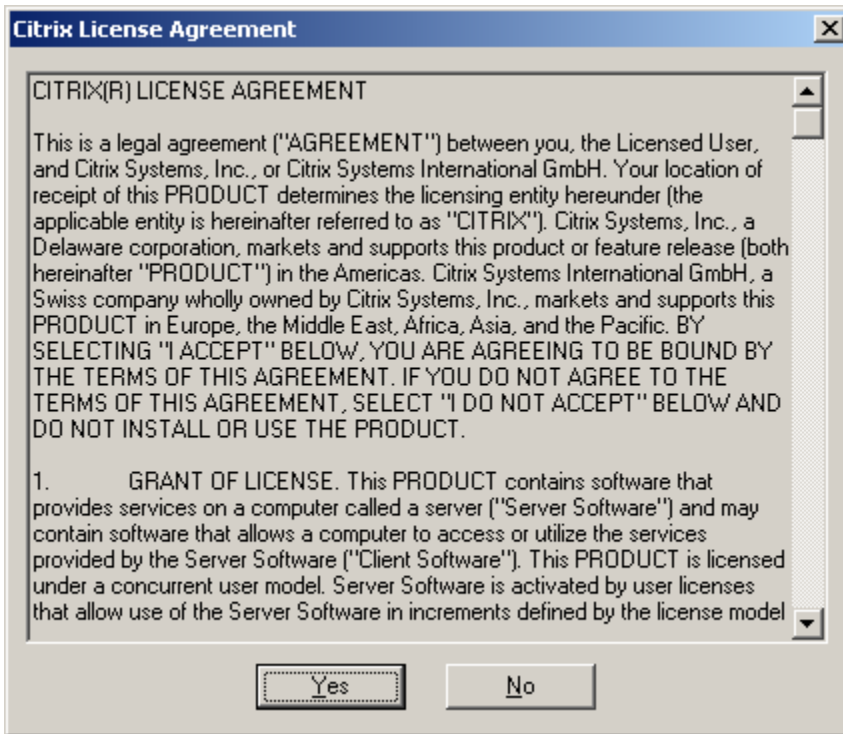 Citrix License Agreement
CITRIX(R) LICENSE AGREEMENT
This is a legal agreement ("AGREEMENT") between you, the Licensed User,
and Citrix Systems, Inc., or Citrix Systems International GmbH. Your location of
receipt of this PRODUCT determines the licensing entity hereunder (the
applicable entity is hereinafter referred to as "CITRIX"). Citrix Systems, Inc., a
Delaware corporation, markets and supports this product or feature release (both
hereinafter "PRODUCT") in the Americas. Citrix Systems International GmbH, a
Swiss company wholly owned by Citrix Systems, Inc., markets and supports this
PRODUCT in Europe, the Middle East, Africa, Asia, and the Pacific. BY
SELECTING "I ACCEPT" BELOW, YOU ARE AGREEING TO BE BOUND BY
THE TERMS OF THIS AGREEMENT. IF YOU DO NOT AGREE TO THE
TERMS OF THIS AGREEMENT, SELECT "I DO NOT ACCEPT" BELOW AND
DO NOT INSTALL OR USE THE PRODUCT.
1. GRANT OF LICENSE. This PRODUCT contains software that
provides services on a computer called a server ("Server Software") and may
contain software that allows a computer to access or utilize the services
provided by the Server Software ("Client Software"). This PRODUCT is licensed
under a concurrent user model. Server Software is activated by user licenses
that allow use of the Server Software in increments defined by the license model
Yes
No